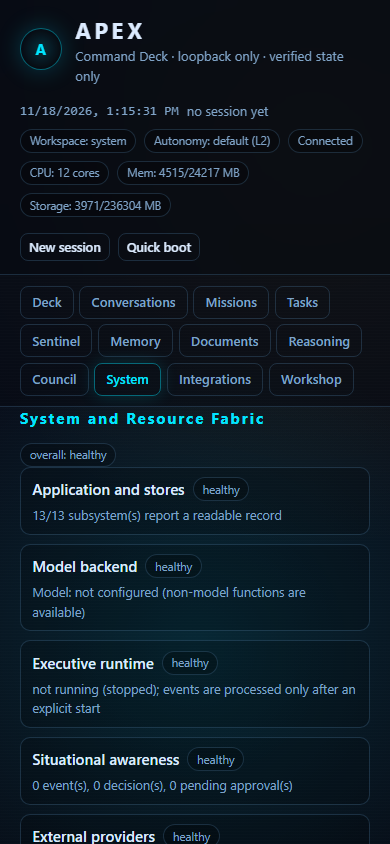 A
APEX
Command Deck · loopback only · verified state
only
11/18/2026, 1:15:31 PM no session yet
Workspace: system Autonomy: default (L2) Connected
CPU: 12 cores Mem: 4515/24217 MB
Storage: 3971/236304 MB
New session Quick boot
Deck Conversations Missions Tasks
Sentinel Memory Documents Reasoning
Council System Integrations Workshop
System and Resource Fabric
overall: healthy
Application and stores healthy
13/13 subsystem(s) report a readable record
Model backend healthy
Model: not configured (non-model functions are
available)
Executive runtime healthy
not running (stopped); events are processed only after an
explicit start
Situational awareness healthy
0 event(s), 0 decision(s), 0 pending approval(s)
External providers healthy